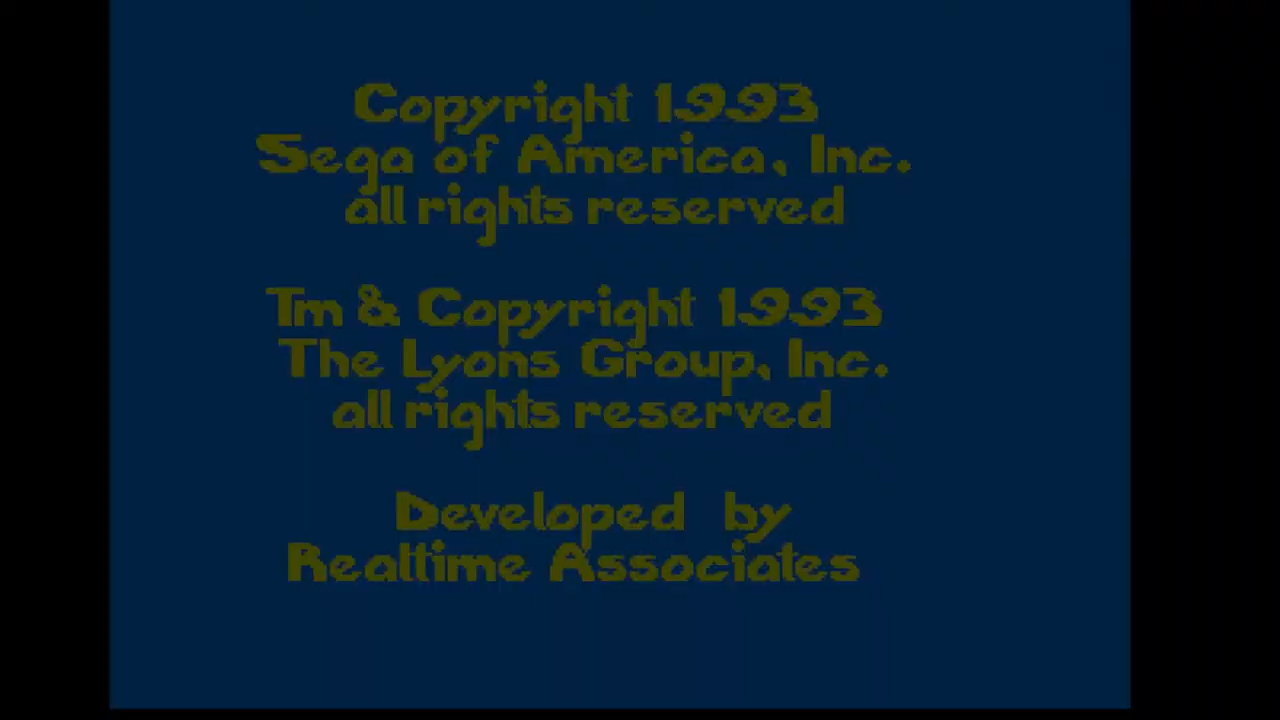 Copyright 1993
Sega of America, Inc.
all rights reserved
Tm & Copyright 1993
The Lyons Group, Inc.
all rights reserved
Developed by
Realtime Associates